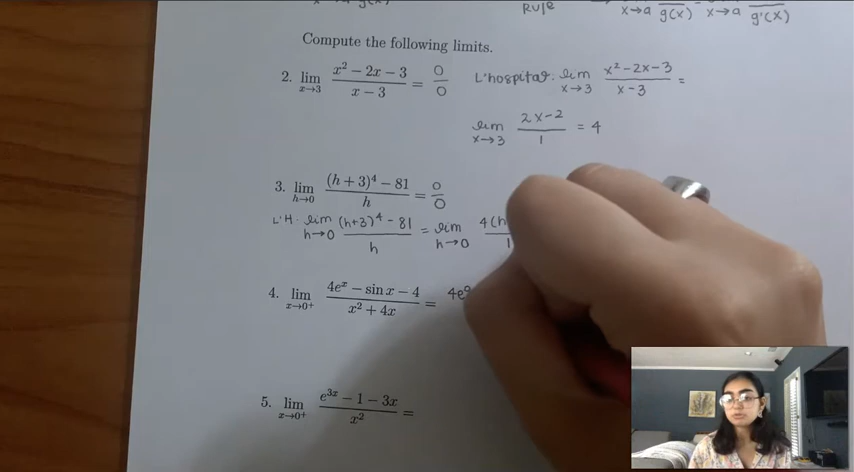 RUlE lim x→a g(x) lim x→a g'(x)
Compute the following limits.
2. lim x→3 (x² − 2x − 3)/(x − 3) = 0/0 L'hospital: lim x→3 (x²-2x-3)/(x-3) =
lim x→3 (2x-2)/1 = 4
3. lim h→0 ((h + 3)⁴ − 81)/h = 0/0
L'H: lim h→0 ((h+3)⁴ - 81)/h = lim h→0 4(h /1
4. lim x→0⁺ (4eˣ − sin x − 4)/(x² + 4x) = 4e⁰
5. lim x→0⁺ (e³ˣ − 1 − 3x)/x² =